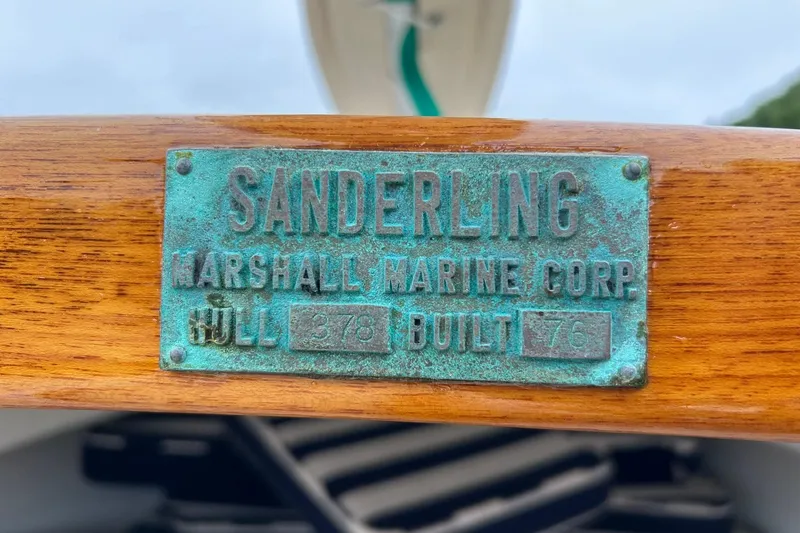 SANDERLING
MARSHALL MARINE CORP.
HULL 378 BUILT 76